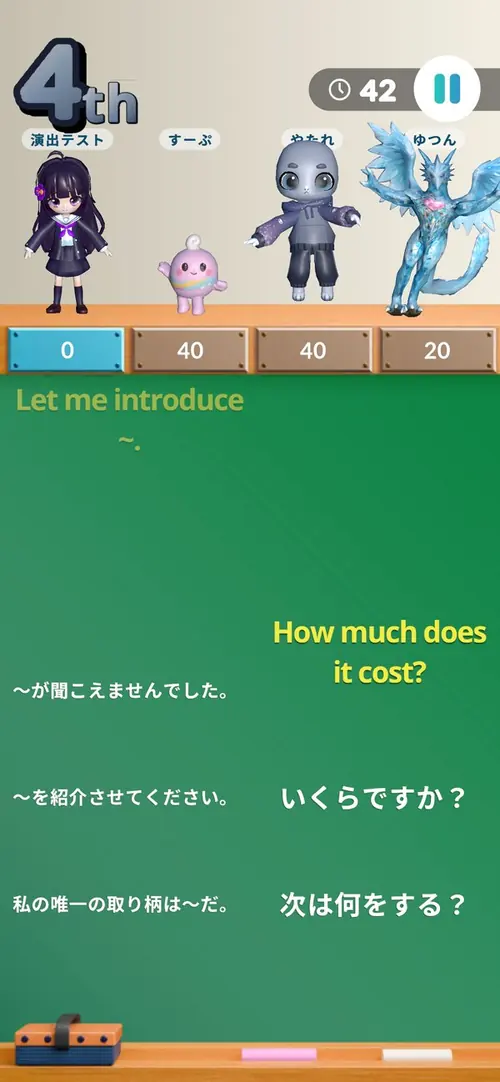 4th
42
演出テスト
すーぷ
やたれ
ゆつん
0
40
40
20
Let me introduce
~.
How much does
it cost?
～が聞こえませんでした。
～を紹介させてください。
いくらですか？
私の唯一の取り柄は～だ。
次は何をする？